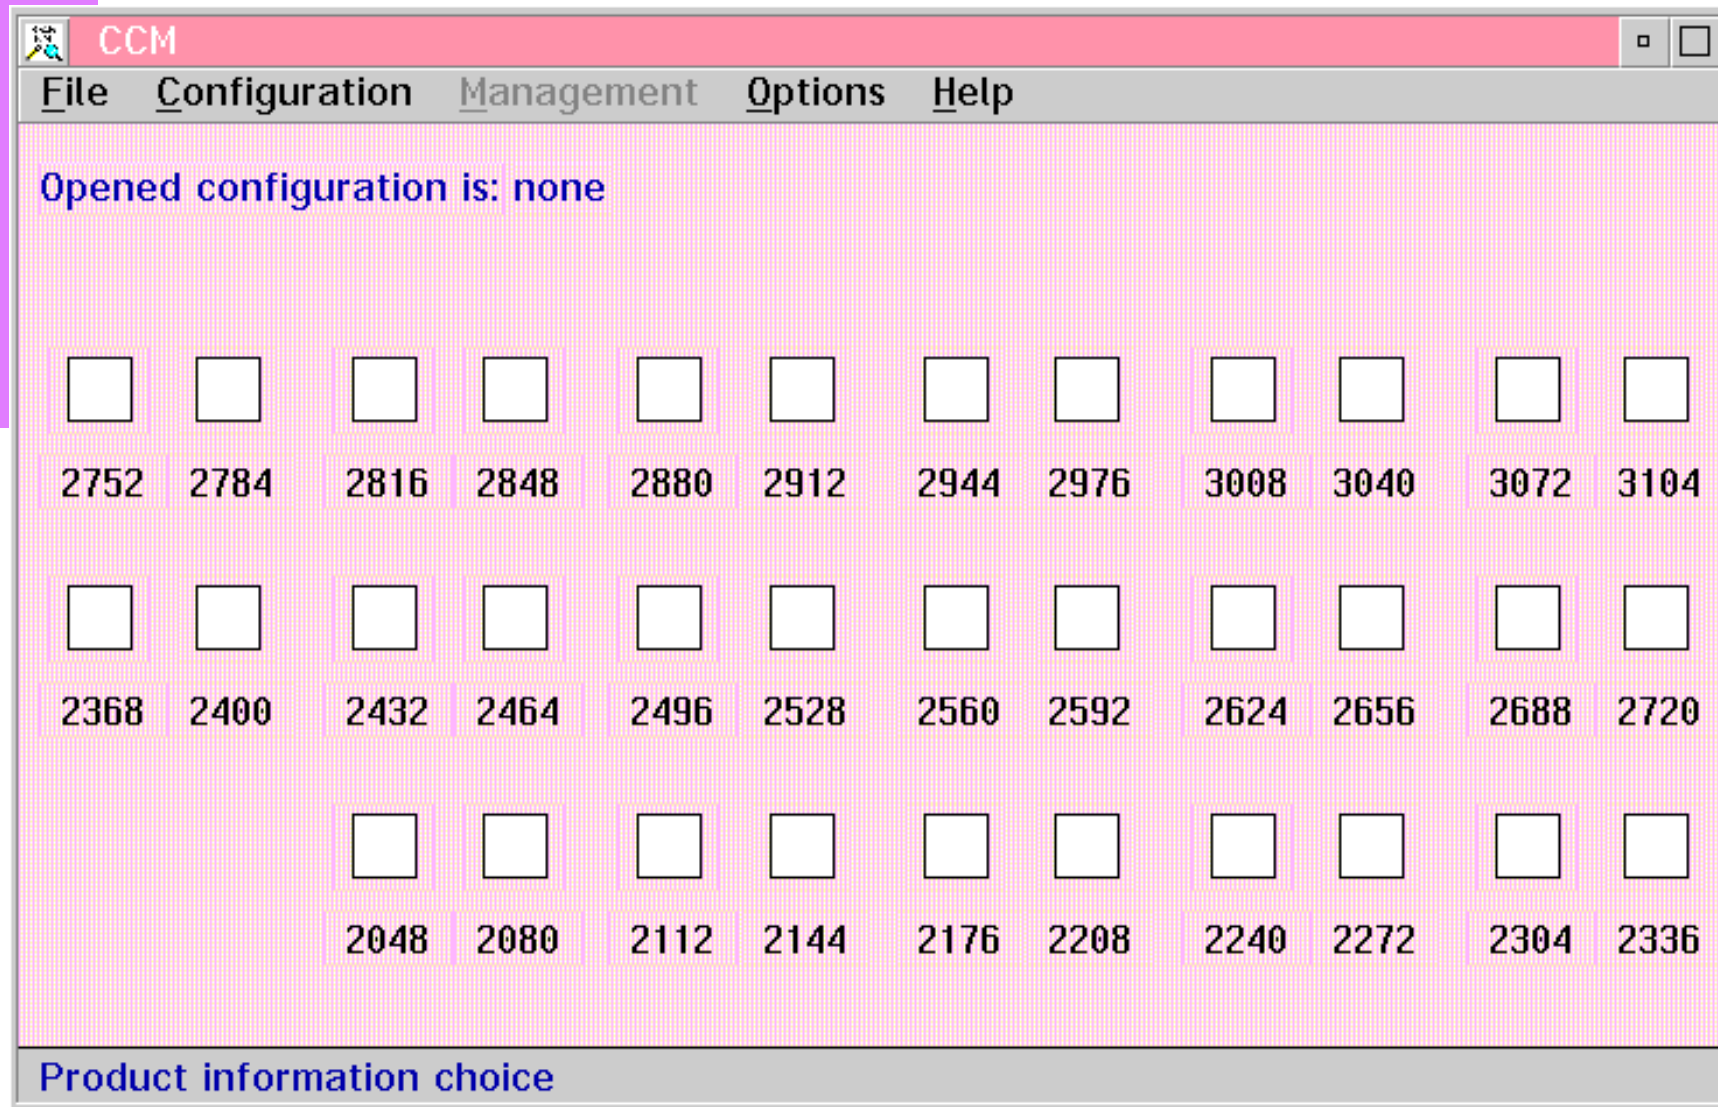 CCM
File Configuration Management Options Help
Opened configuration is: none
2752 2784 2816 2848 2880 2912 2944 2976 3008 3040 3072 3104
2368 2400 2432 2464 2496 2528 2560 2592 2624 2656 2688 2720
2048 2080 2112 2144 2176 2208 2240 2272 2304 2336
Product information choice